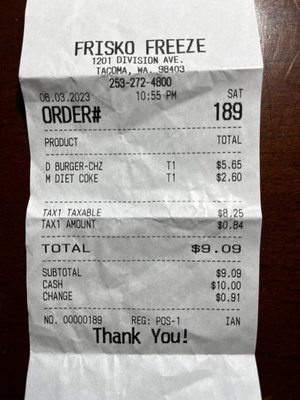 FRISKO FREEZE
1201 DIVISION AVE.
TACOMA, WA. 98403
253-272-4800
06.03.2023 10:55 PM SAT
ORDER# 189
PRODUCT TOTAL
D BURGER-CHZ T1 $5.65
M DIET COKE T1 $2.60
TAX1 TAXABLE $8.25
TAX1 AMOUNT $0.84
TOTAL $9.09
SUBTOTAL $9.09
CASH $10.00
CHANGE $0.91
NO. 00000189 REG: POS-1 IAN
Thank You!